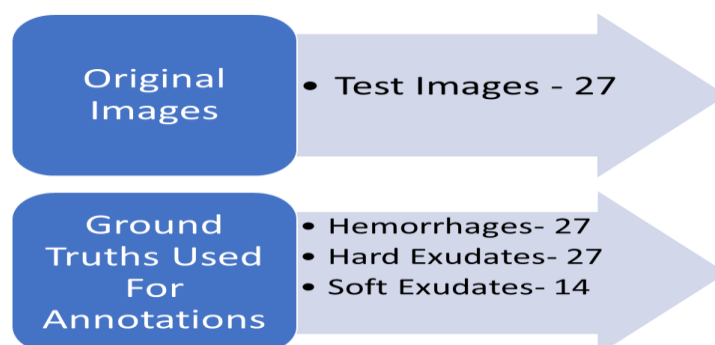 Original
Images
• Test Images - 27
Ground
Truths Used
For
Annotations
• Hemorrhages- 27
• Hard Exudates- 27
• Soft Exudates- 14